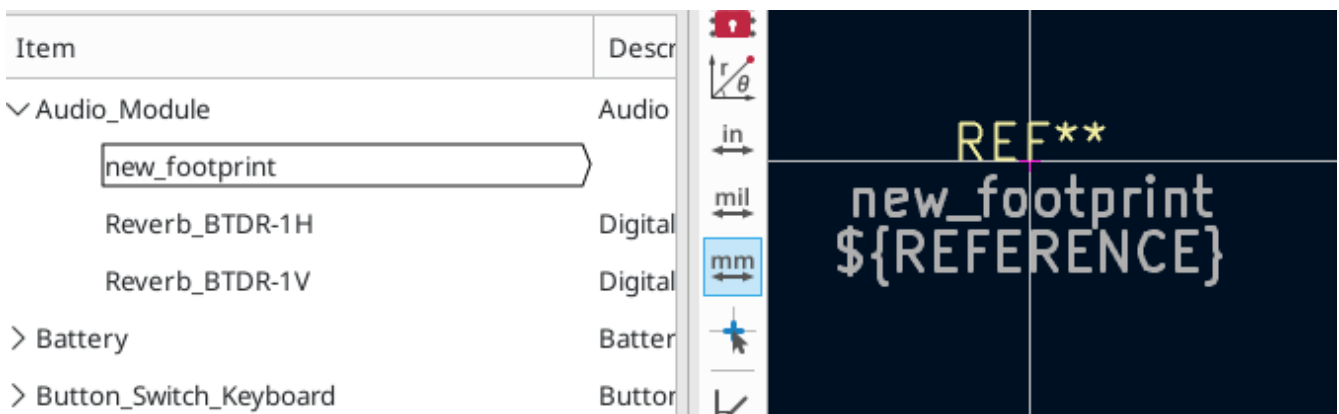 Item Descr
Audio_Module Audio
new_footprint
Reverb_BTDR-1H Digital
Reverb_BTDR-1V Digital
Battery Batter
Button_Switch_Keyboard Button
r/θ
in
mil
mm
REF**
new_footprint
${REFERENCE}